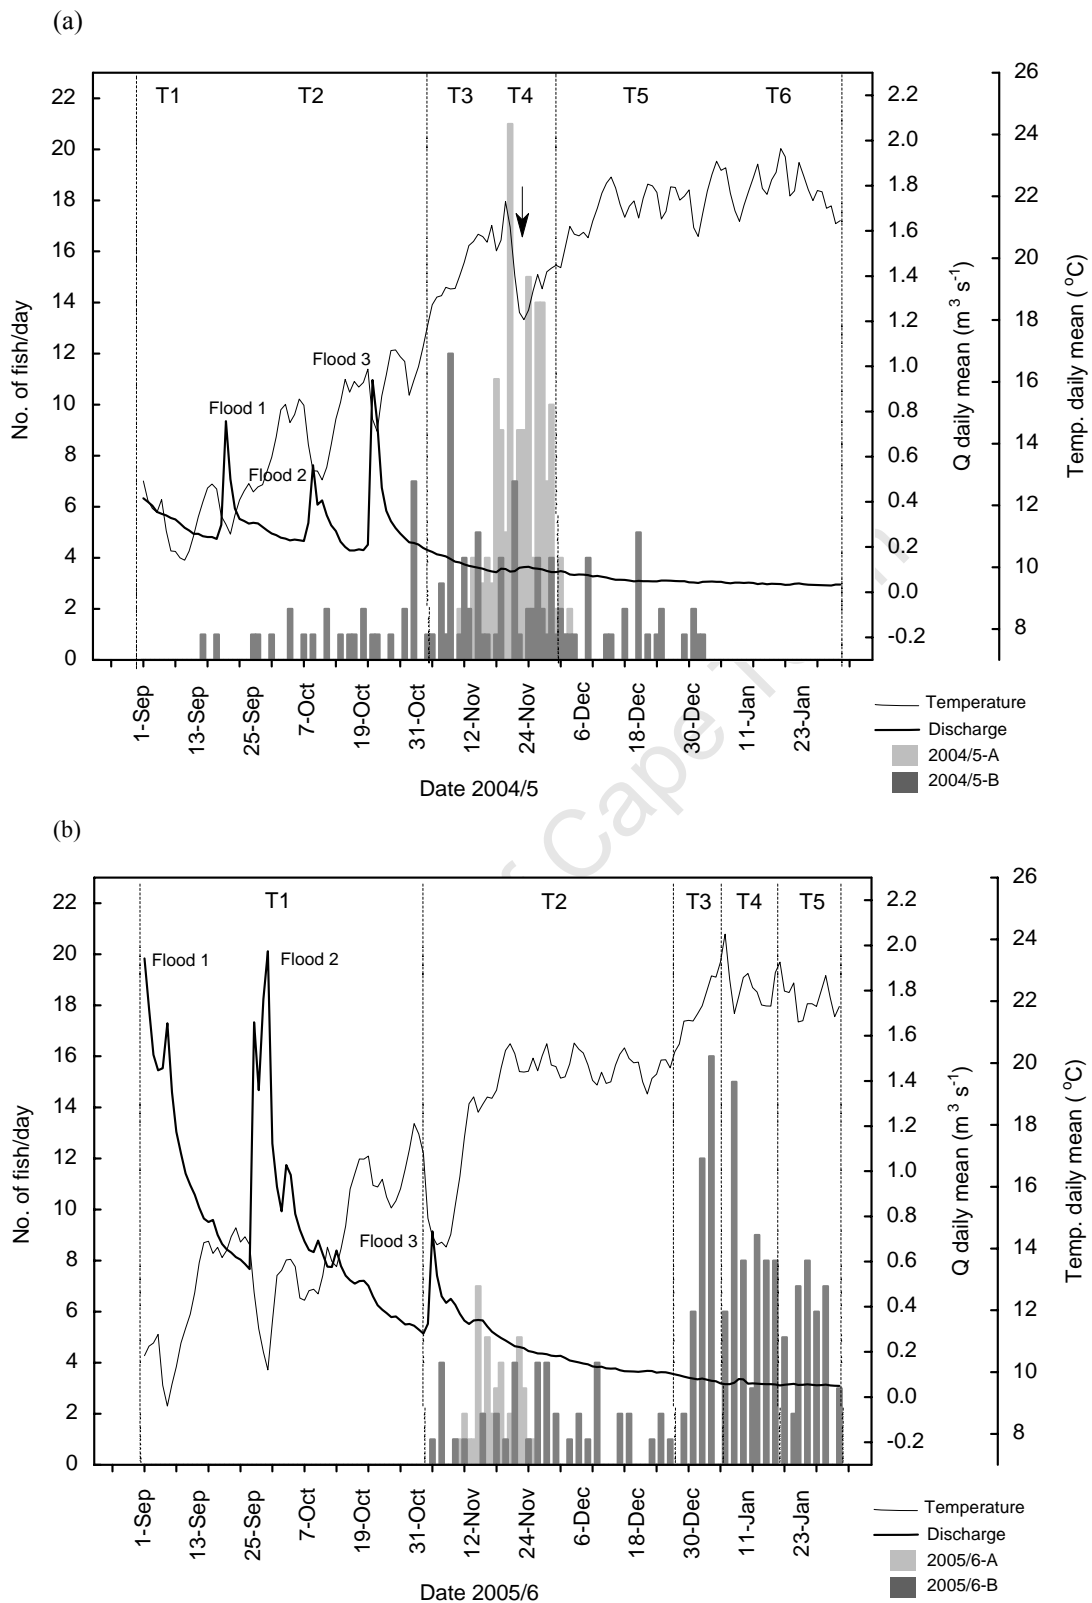 (a)
T1 T2 T3 T4 T5 T6
22
20
18
16
14
12
10
8
6
4
2
0
No. of fish/day
Flood 1
Flood 2
Flood 3
2.2
2.0
1.8
1.6
1.4
1.2
1.0
0.8
0.6
0.4
0.2
0.0
-0.2
Q daily mean (m³ s⁻¹)
26
24
22
20
18
16
14
12
10
8
Temp. daily mean ( °C)
1-Sep
13-Sep
25-Sep
7-Oct
19-Oct
31-Oct
12-Nov
24-Nov
6-Dec
18-Dec
30-Dec
11-Jan
23-Jan
Date 2004/5
Temperature
Discharge
2004/5-A
2004/5-B
(b)
T1 T2 T3 T4 T5
22
20
18
16
14
12
10
8
6
4
2
0
No. of fish/day
Flood 1
Flood 2
Flood 3
2.2
2.0
1.8
1.6
1.4
1.2
1.0
0.8
0.6
0.4
0.2
0.0
-0.2
Q daily mean (m³ s⁻¹)
26
24
22
20
18
16
14
12
10
8
Temp. daily mean ( °C)
1-Sep
13-Sep
25-Sep
7-Oct
19-Oct
31-Oct
12-Nov
24-Nov
6-Dec
18-Dec
30-Dec
11-Jan
23-Jan
Date 2005/6
Temperature
Discharge
2005/6-A
2005/6-B
Cape